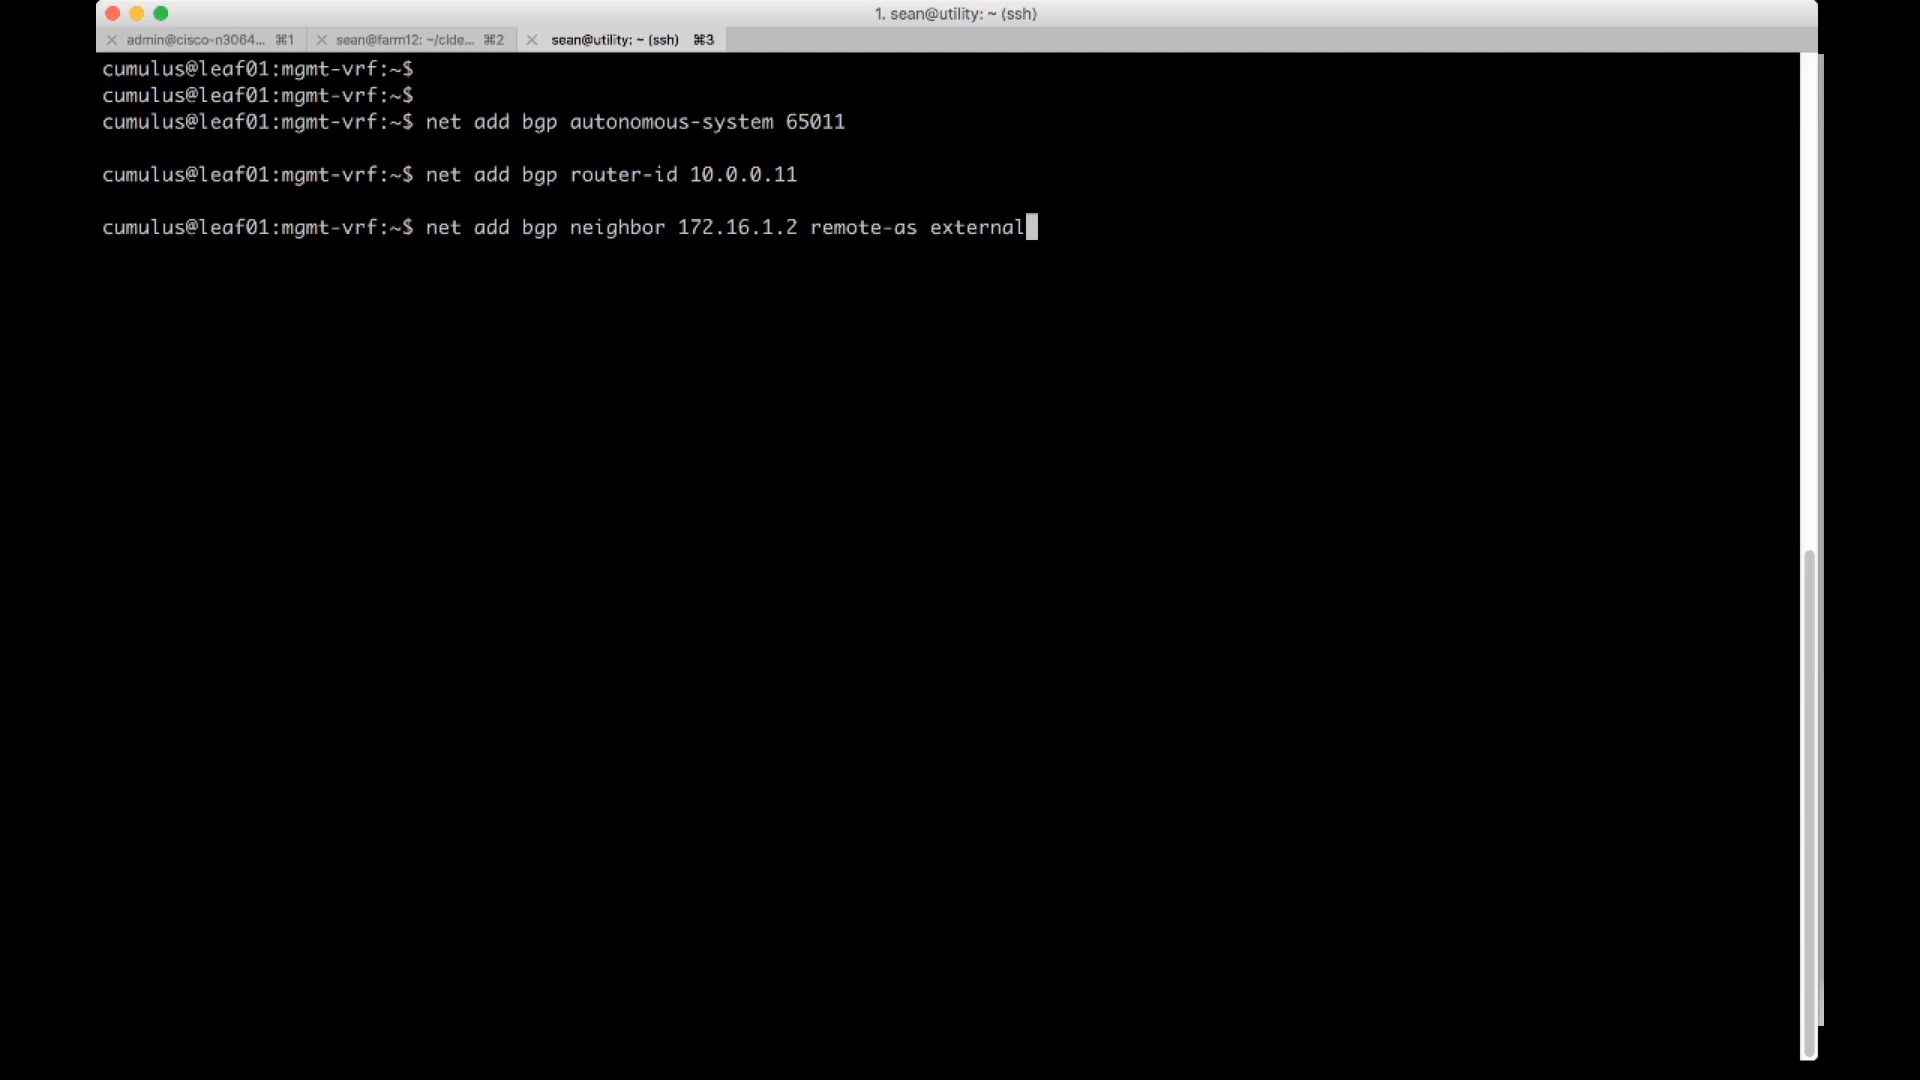 1. sean@utility: ~ (ssh)
admin@cisco-n3064... ⌘1 sean@farm12: ~/clde... ⌘2 sean@utility: ~ (ssh) ⌘3
cumulus@leaf01:mgmt-vrf:~$
cumulus@leaf01:mgmt-vrf:~$
cumulus@leaf01:mgmt-vrf:~$ net add bgp autonomous-system 65011
cumulus@leaf01:mgmt-vrf:~$ net add bgp router-id 10.0.0.11
cumulus@leaf01:mgmt-vrf:~$ net add bgp neighbor 172.16.1.2 remote-as external